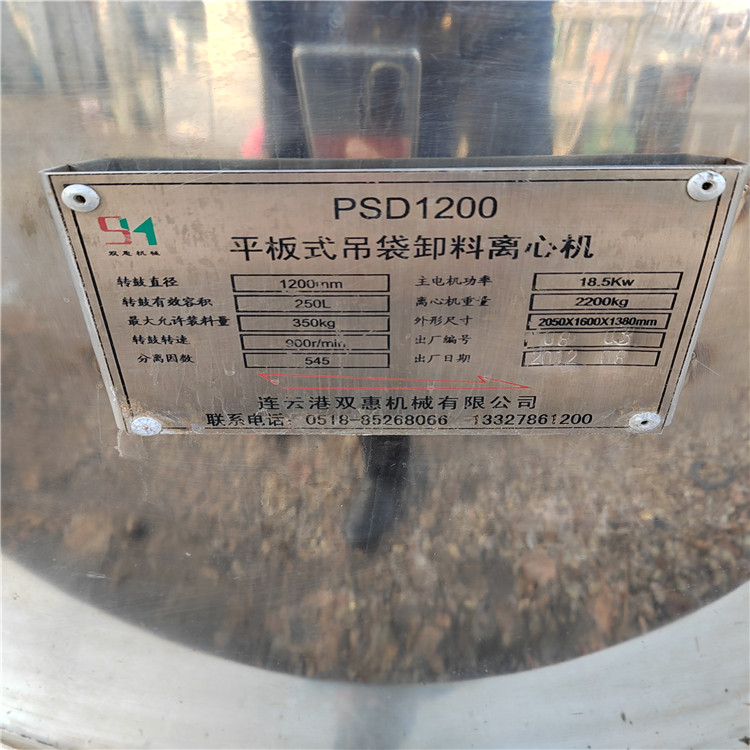 PSD1200
双惠机械
平板式吊袋卸料离心机
转鼓直径 1200mm 主电机功率 18.5Kw
转鼓有效容积 250L 离心机重量 2200kg
最大允许装料量 350kg 外形尺寸 2050X1600X1380mm
转鼓转速 900r/min 出厂编号 03
分离因数 545 出厂日期 2012
连云港双惠机械有限公司
联系电话: 0518-85268066 13327861200